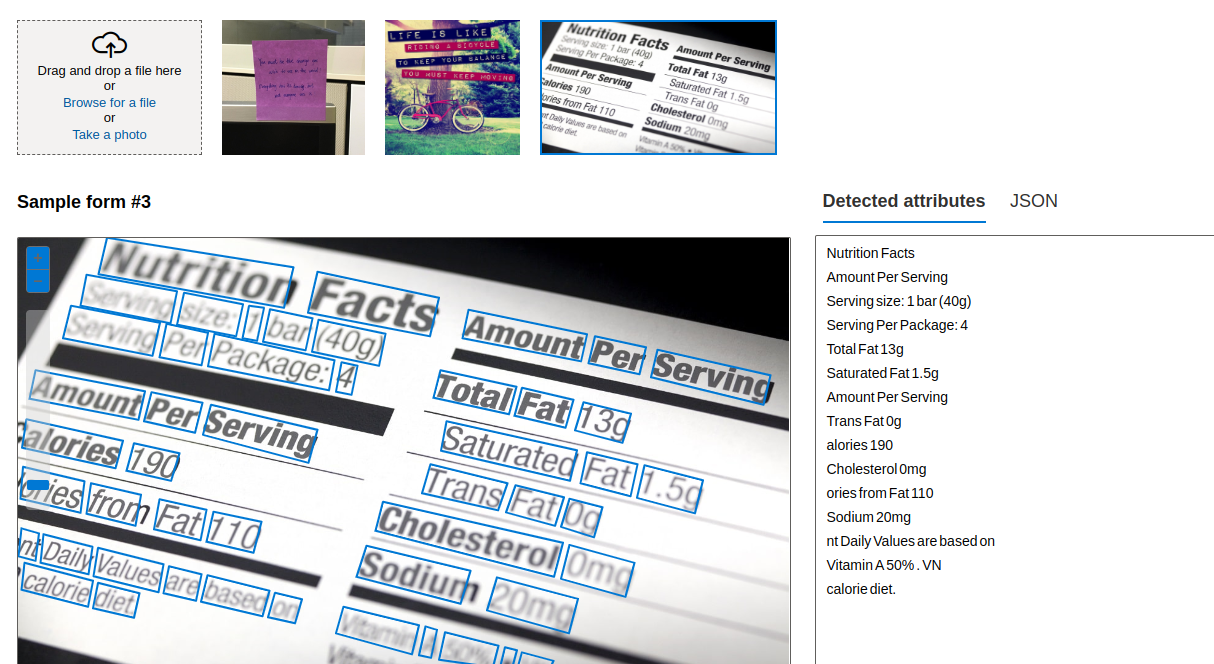 Drag and drop a file here
or
Browse for a file
or
Take a photo
LIFE IS LIKE
RIDING A BICYCLE
TO KEEP YOUR BALANCE
YOU MUST KEEP MOVING
Nutrition Facts
Serving size: 1 bar (40g)
Serving Per Package: 4
Amount Per Serving
alories 190
ories from Fat 110
nt Daily Values are based on
calorie diet.
Amount Per Serving
Total Fat 13g
Saturated Fat 1.5g
Trans Fat 0g
Cholesterol 0mg
Sodium 20mg
Vitamin A 50%
Sample form #3
Nutrition Facts
Serving size: 1 bar (40g)
Serving Per Package: 4
Amount Per Serving
alories 190
ories from Fat 110
nt Daily Values are based on
calorie diet.
Amount Per Serving
Total Fat 13g
Saturated Fat 1.5g
Trans Fat 0g
Cholesterol 0mg
Sodium 20mg
Vitamin A 50%
Detected attributes JSON
Nutrition Facts
Amount Per Serving
Serving size: 1 bar (40g)
Serving Per Package: 4
Total Fat 13g
Saturated Fat 1.5g
Amount Per Serving
Trans Fat 0g
alories 190
Cholesterol 0mg
ories from Fat 110
Sodium 20mg
nt Daily Values are based on
Vitamin A 50% . VN
calorie diet.